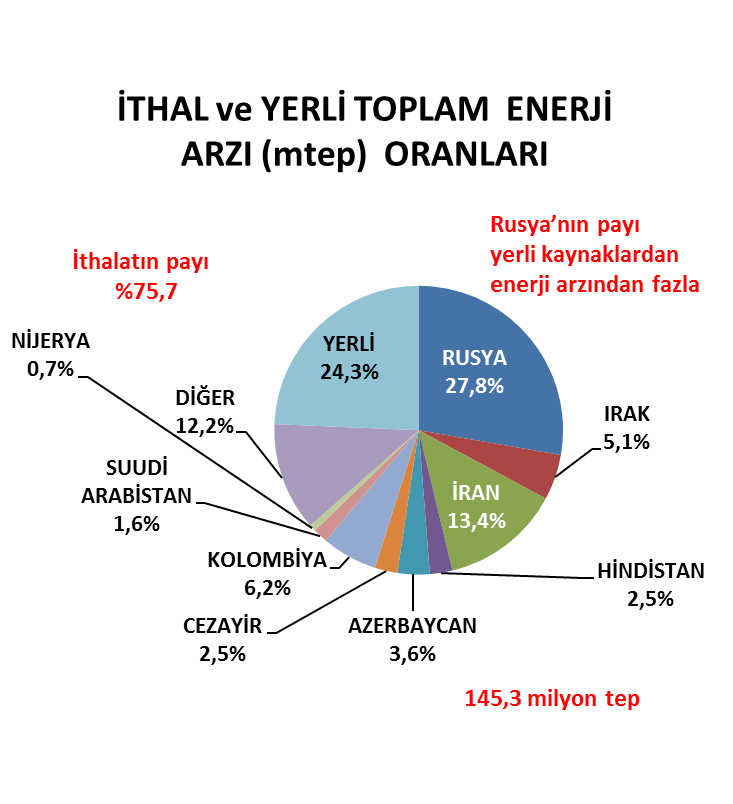 İTHAL ve YERLİ TOPLAM ENERJİ
ARZI (mtep) ORANLARI
Rusya’nın payı
yerli kaynaklardan
enerji arzından fazla
İthalatın payı
%75,7
NİJERYA
0,7%
YERLİ
24,3%
RUSYA
27,8%
DİĞER
12,2%
IRAK
5,1%
SUUDİ
ARABİSTAN
1,6%
İRAN
13,4%
KOLOMBİYA
6,2%
HİNDİSTAN
2,5%
CEZAYİR
2,5%
AZERBAYCAN
3,6%
145,3 milyon tep